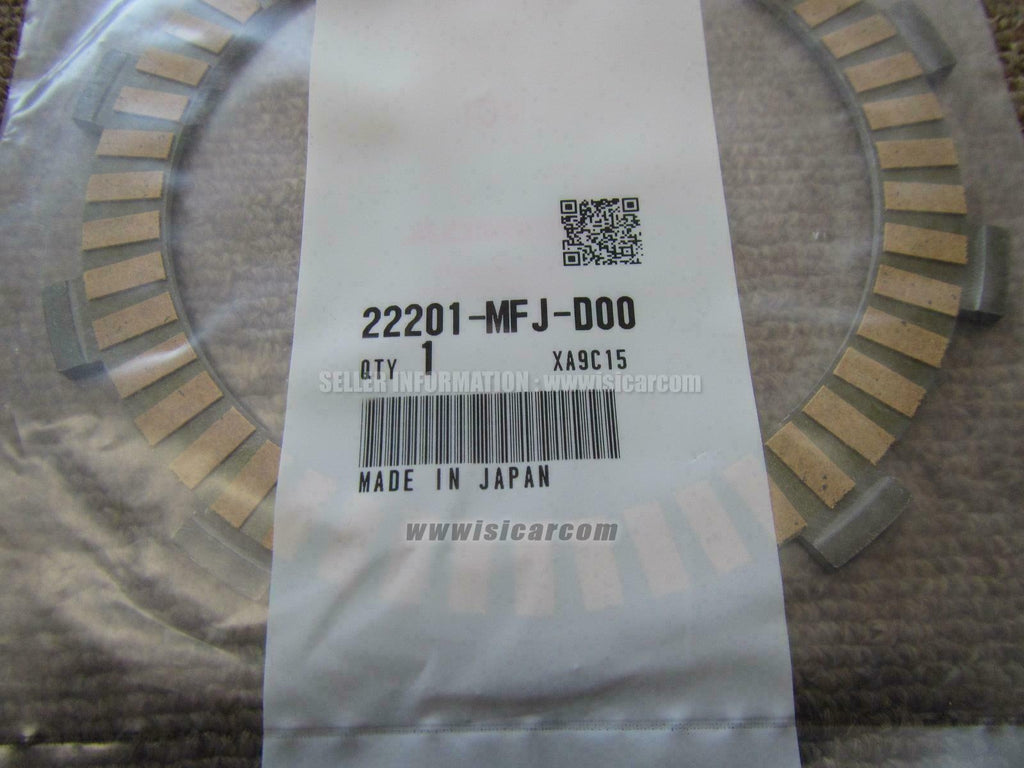 22201-MFJ-D00
QTY 1 XA9C15
SELLER INFORMATION : wwwisicarcom
MADE IN JAPAN
wwwisicarcom